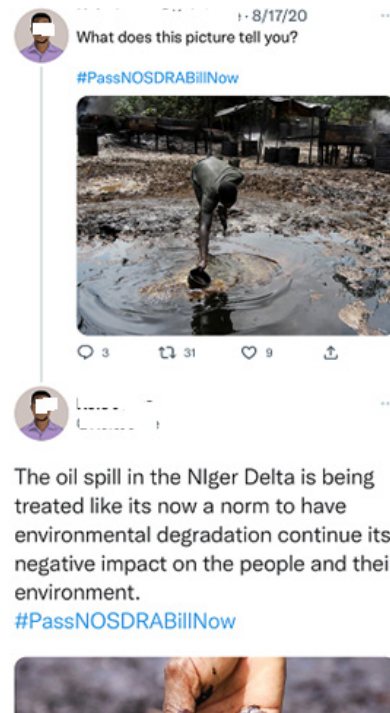 · 8/17/20
What does this picture tell you?
#PassNOSDRABillNow
3
31
9
The oil spill in the NIger Delta is being
treated like its now a norm to have
environmental degradation continue its
negative impact on the people and thei
environment.
#PassNOSDRABillNow